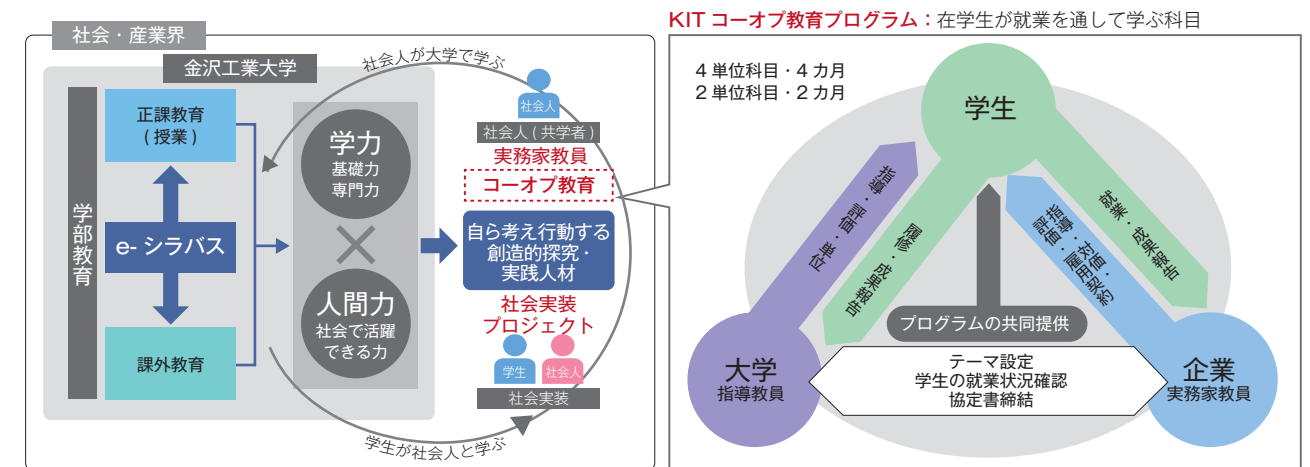 KIT コーオプ教育プログラム：在学生が就業を通して学ぶ科目
社会・産業界
金沢工業大学
社会人が大学で学ぶ
学部教育
正課教育
( 授業 )
e- シラバス
課外教育
学力
基礎力
専門力
人間力
社会で活躍
できる力
社会人
社会人 ( 共学者 )
実務家教員
コーオプ教育
自ら考え行動する
創造的探究・
実践人材
社会実装
プロジェクト
学生
社会人
社会実装
学生が社会人と学ぶ
4 単位科目・4 カ月
2 単位科目・2 カ月
学生
指導・評価・単位
履修・成果報告
指導・対価・
評価・雇用契約
就業・成果報告
プログラムの共同提供
大学
指導教員
テーマ設定
学生の就業状況確認
協定書締結
企業
実務家教員